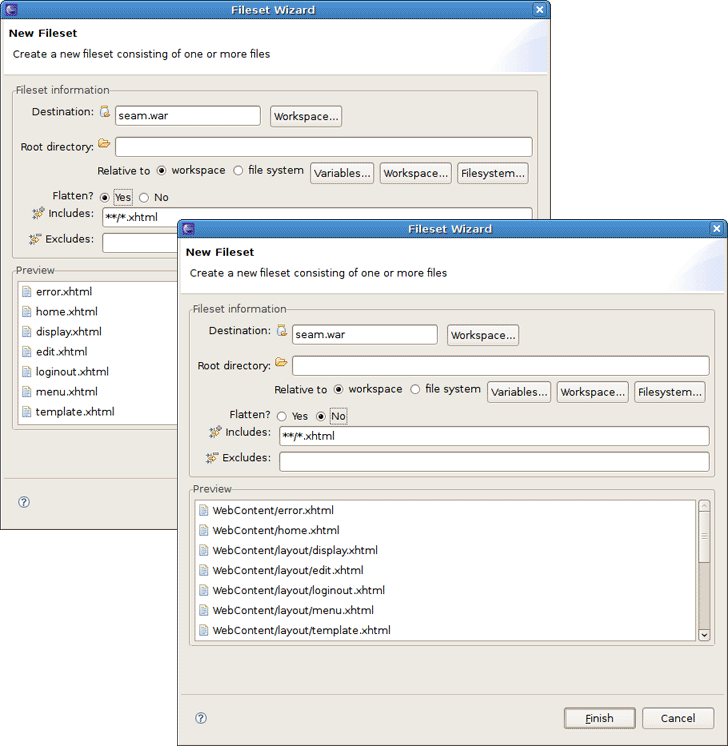 Fileset Wizard
New Fileset
Create a new fileset consisting of one or more files
Fileset information
Destination: seam.war Workspace...
Root directory:
Relative to workspace file system Variables... Workspace... Filesystem...
Flatten? Yes No
Includes: **/*.xhtml
Excludes:
Preview
error.xhtml
home.xhtml
display.xhtml
edit.xhtml
loginout.xhtml
menu.xhtml
template.xhtml
?
Fileset Wizard
New Fileset
Create a new fileset consisting of one or more files
Fileset information
Destination: seam.war Workspace...
Root directory:
Relative to workspace file system Variables... Workspace... Filesystem...
Flatten? Yes No
Includes: **/*.xhtml
Excludes:
Preview
WebContent/error.xhtml
WebContent/home.xhtml
WebContent/layout/display.xhtml
WebContent/layout/edit.xhtml
WebContent/layout/loginout.xhtml
WebContent/layout/menu.xhtml
WebContent/layout/template.xhtml
? Finish Cancel